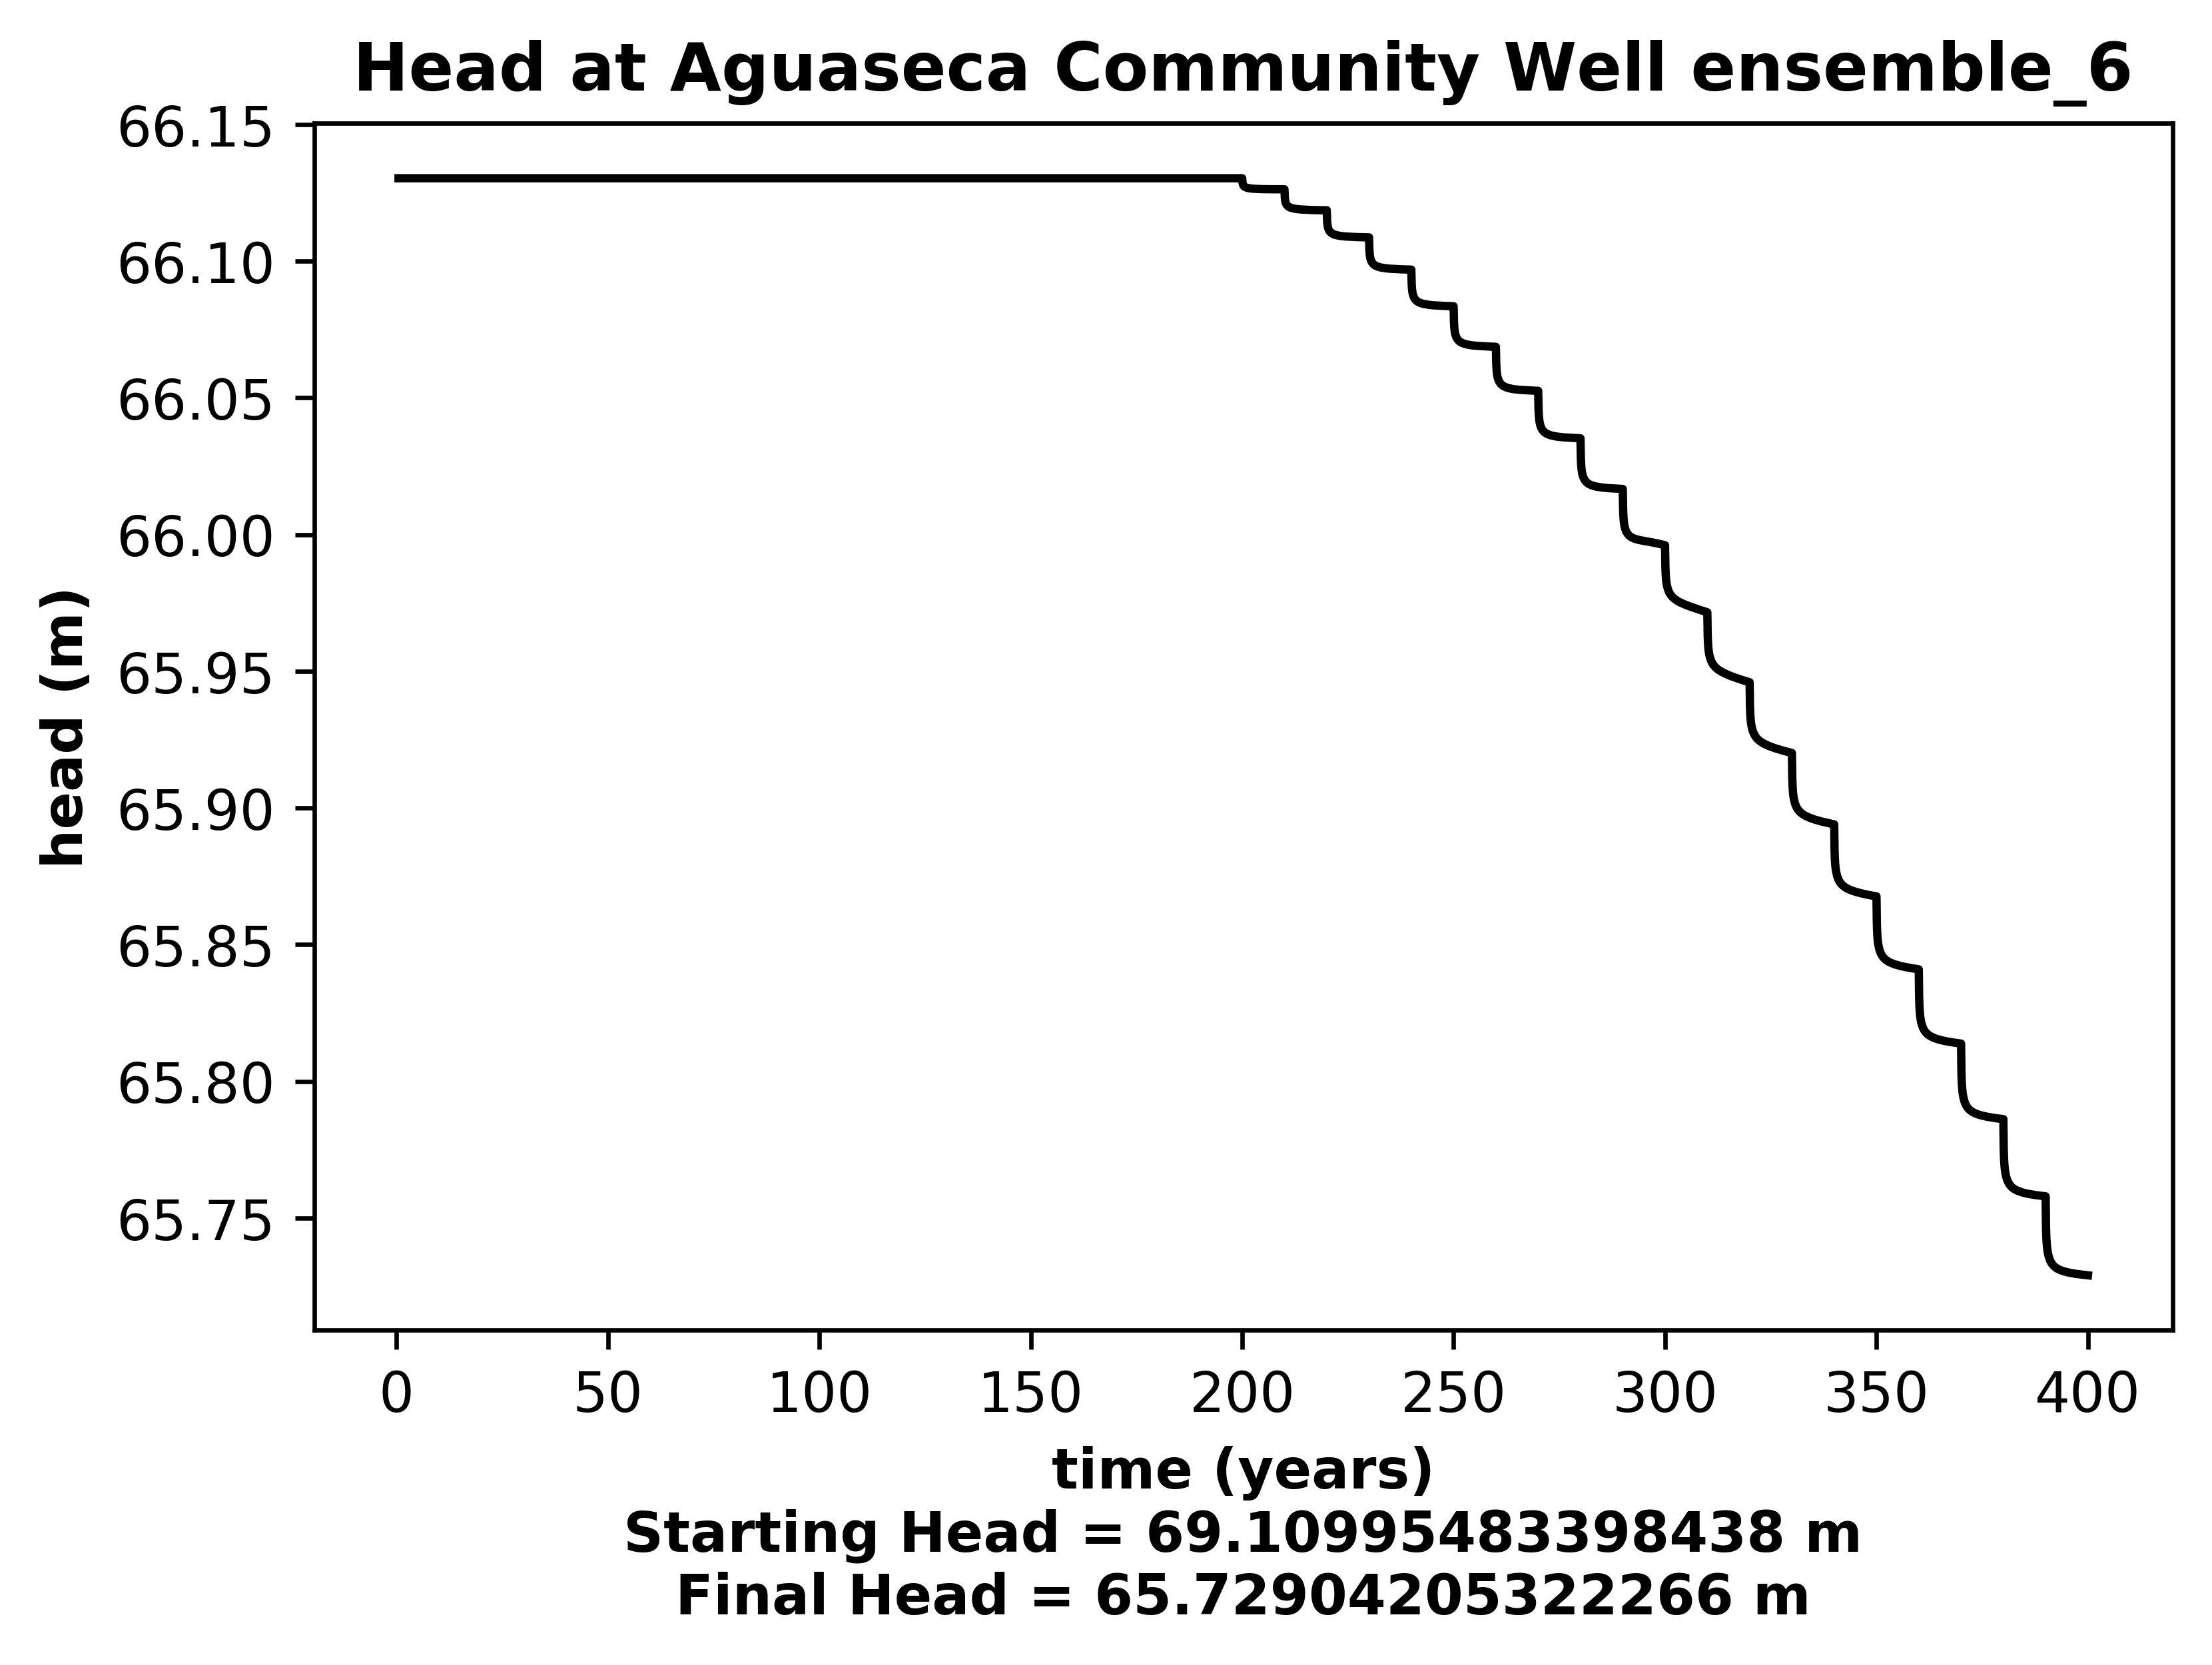 Head at Aguaseca Community Well ensemble_6
66.15
66.10
66.05
66.00
65.95
65.90
65.85
65.80
65.75
head (m)
0 50 100 150 200 250 300 350 400
time (years)
Starting Head = 69.10995483398438 m
Final Head = 65.72904205322266 m